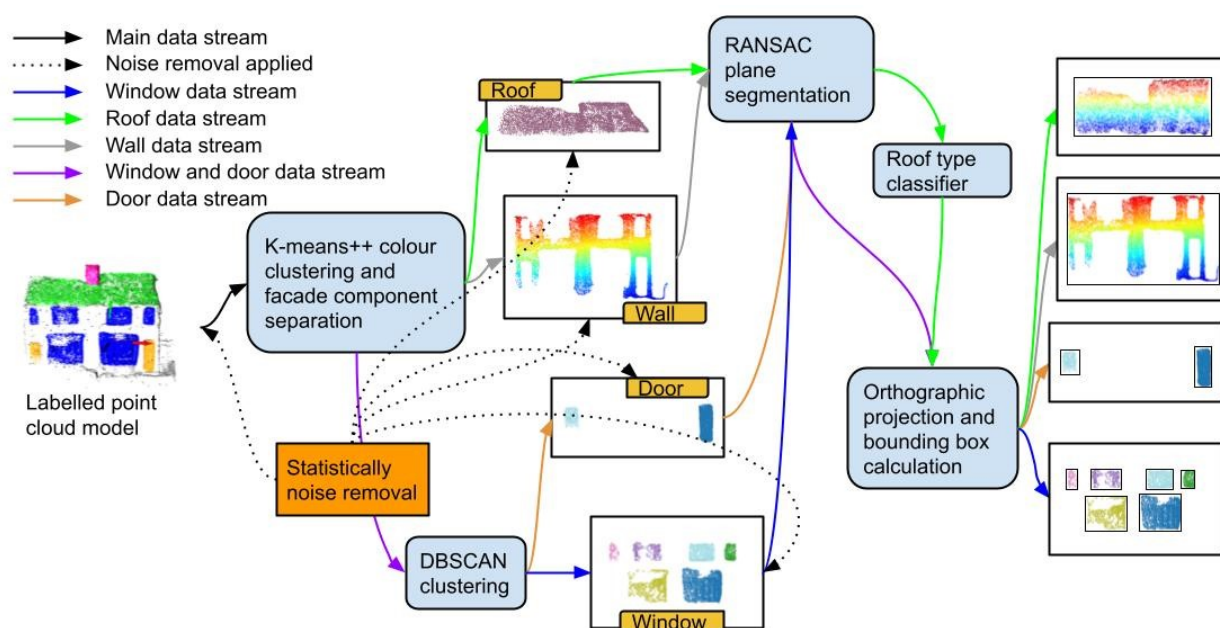 Main data stream
Noise removal applied
Window data stream
Roof data stream
Wall data stream
Window and door data stream
Door data stream
Labelled point
cloud model
K-means++ colour
clustering and
facade component
separation
Statistically
noise removal
DBSCAN
clustering
Roof
Wall
Door
Window
RANSAC
plane
segmentation
Roof type
classifier
Orthographic
projection and
bounding box
calculation